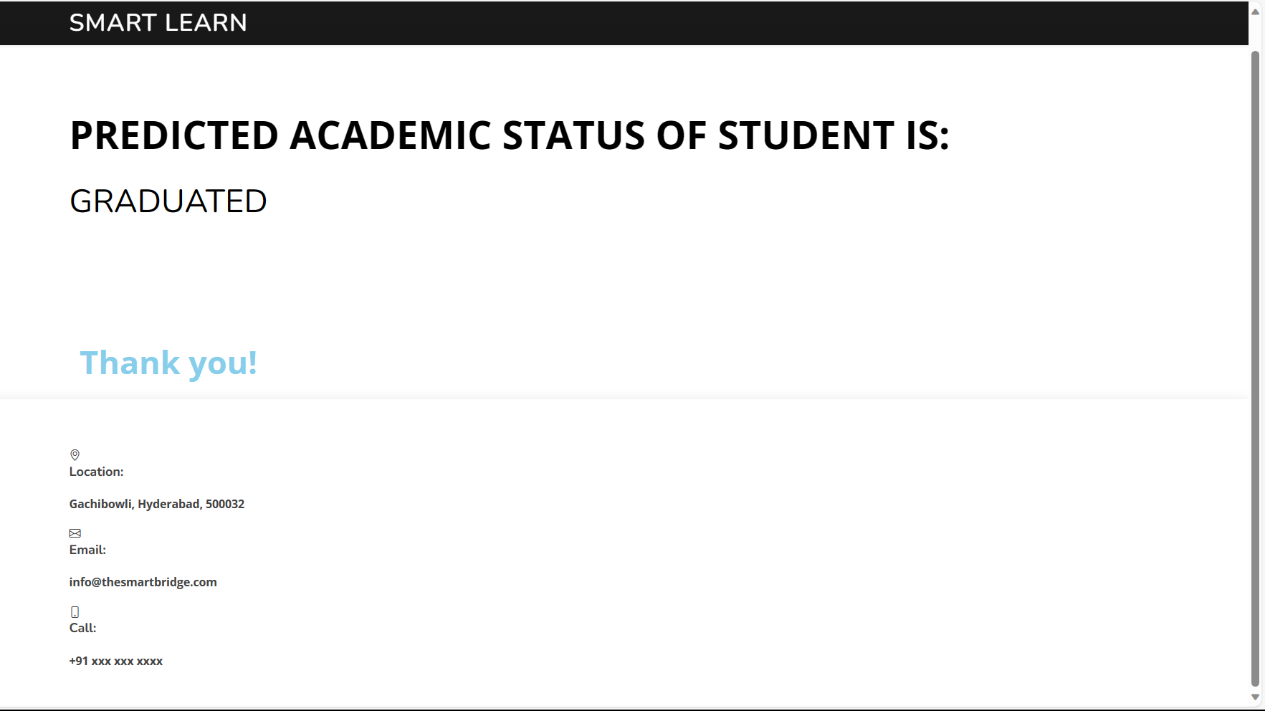 SMART LEARN
PREDICTED ACADEMIC STATUS OF STUDENT IS:
GRADUATED
Thank you!
Location:
Gachibowli, Hyderabad, 500032
Email:
info@thesmartbridge.com
Call:
+91 xxx xxx xxxx